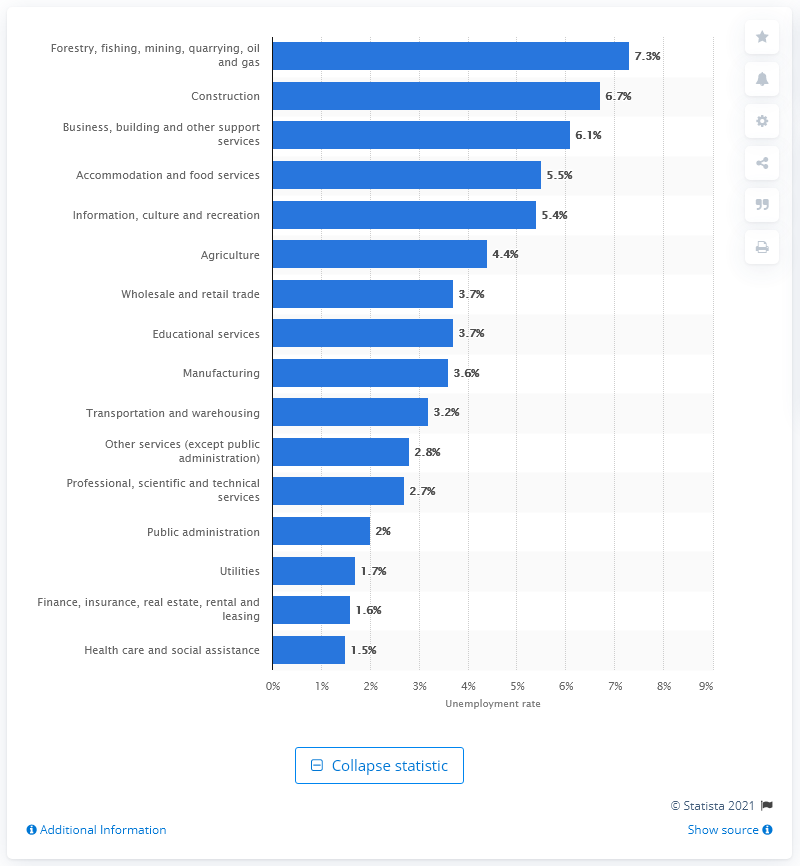 Forestry, fishing, mining, quarrying, oil
and gas
7.3%
Construction
6.7%
Business, building and other support
services
6.1%
Accommodation and food services
5.5%
Information, culture and recreation
5.4%
Agriculture
4.4%
Wholesale and retail trade
3.7%
Educational services
3.7%
Manufacturing
3.6%
Transportation and warehousing
3.2%
Other services (except public
administration)
2.8%
Professional, scientific and technical
services
2.7%
Public administration
2%
Utilities
1.7%
Finance, insurance, real estate, rental and
leasing
1.6%
Health care and social assistance
1.5%
0% 1% 2% 3% 4% 5% 6% 7% 8% 9%
Unemployment rate
Collapse statistic
© Statista 2021
Additional Information
Show source